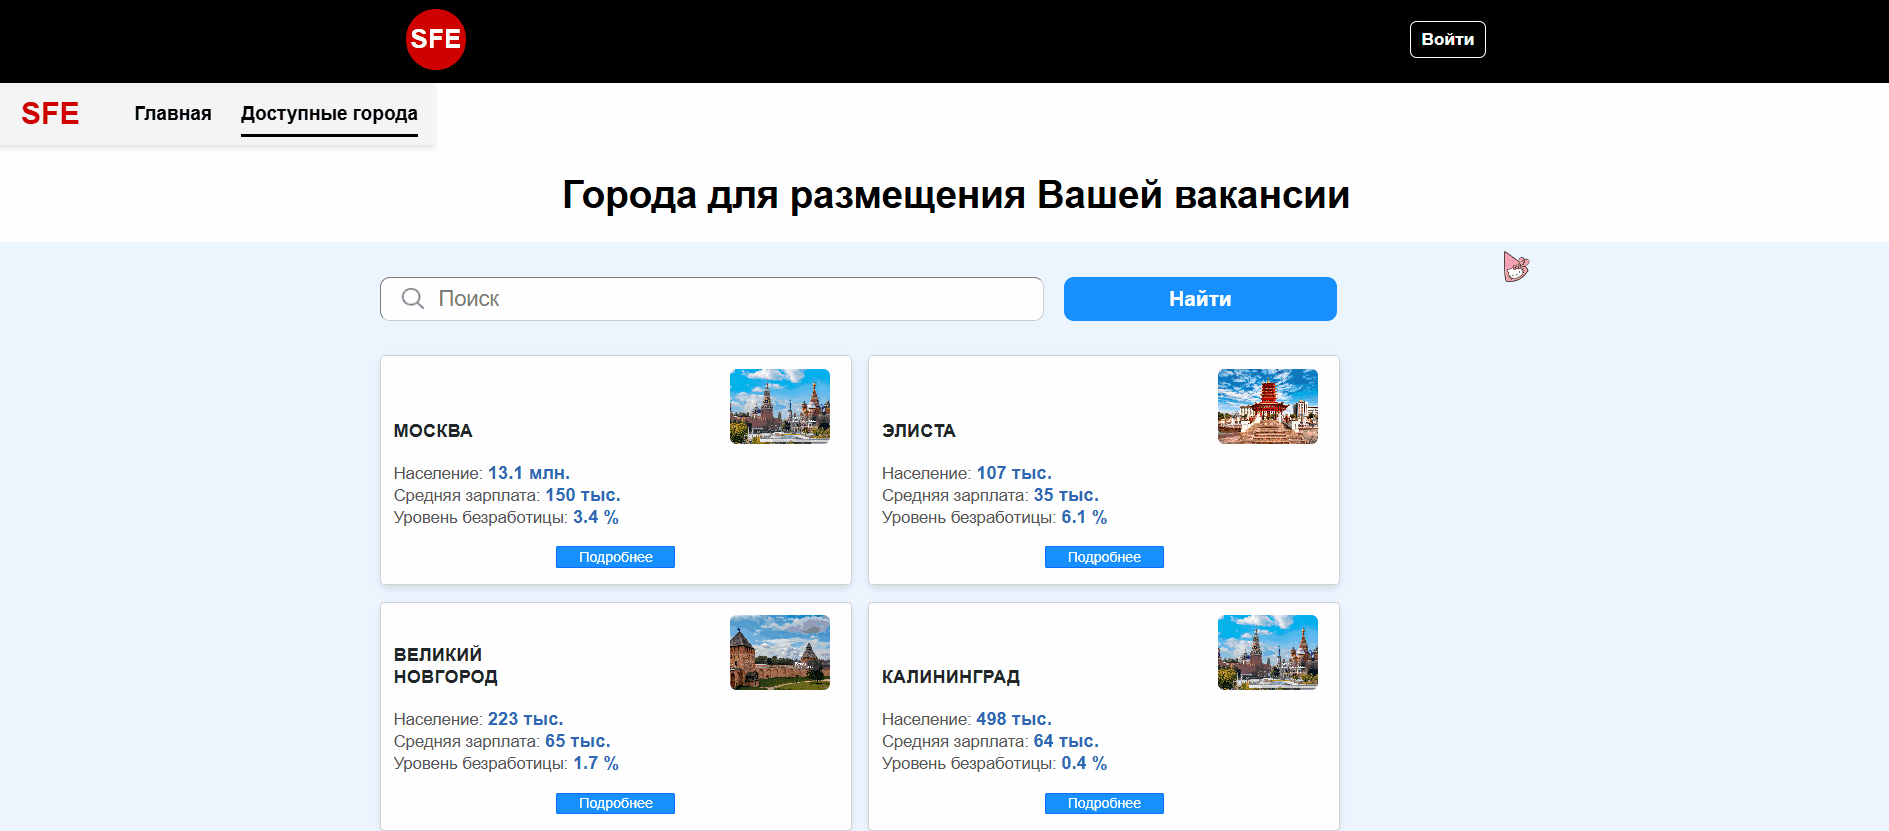 SFE
Войти
SFE
Главная
Доступные города
Города для размещения Вашей вакансии
Поиск
Найти
МОСКВА
Население: 13.1 млн.
Средняя зарплата: 150 тыс.
Уровень безработицы: 3.4 %
Подробнее
ЭЛИСТА
Население: 107 тыс.
Средняя зарплата: 35 тыс.
Уровень безработицы: 6.1 %
Подробнее
ВЕЛИКИЙ
НОВГОРОД
Население: 223 тыс.
Средняя зарплата: 65 тыс.
Уровень безработицы: 1.7 %
Подробнее
КАЛИНИНГРАД
Население: 498 тыс.
Средняя зарплата: 64 тыс.
Уровень безработицы: 0.4 %
Подробнее